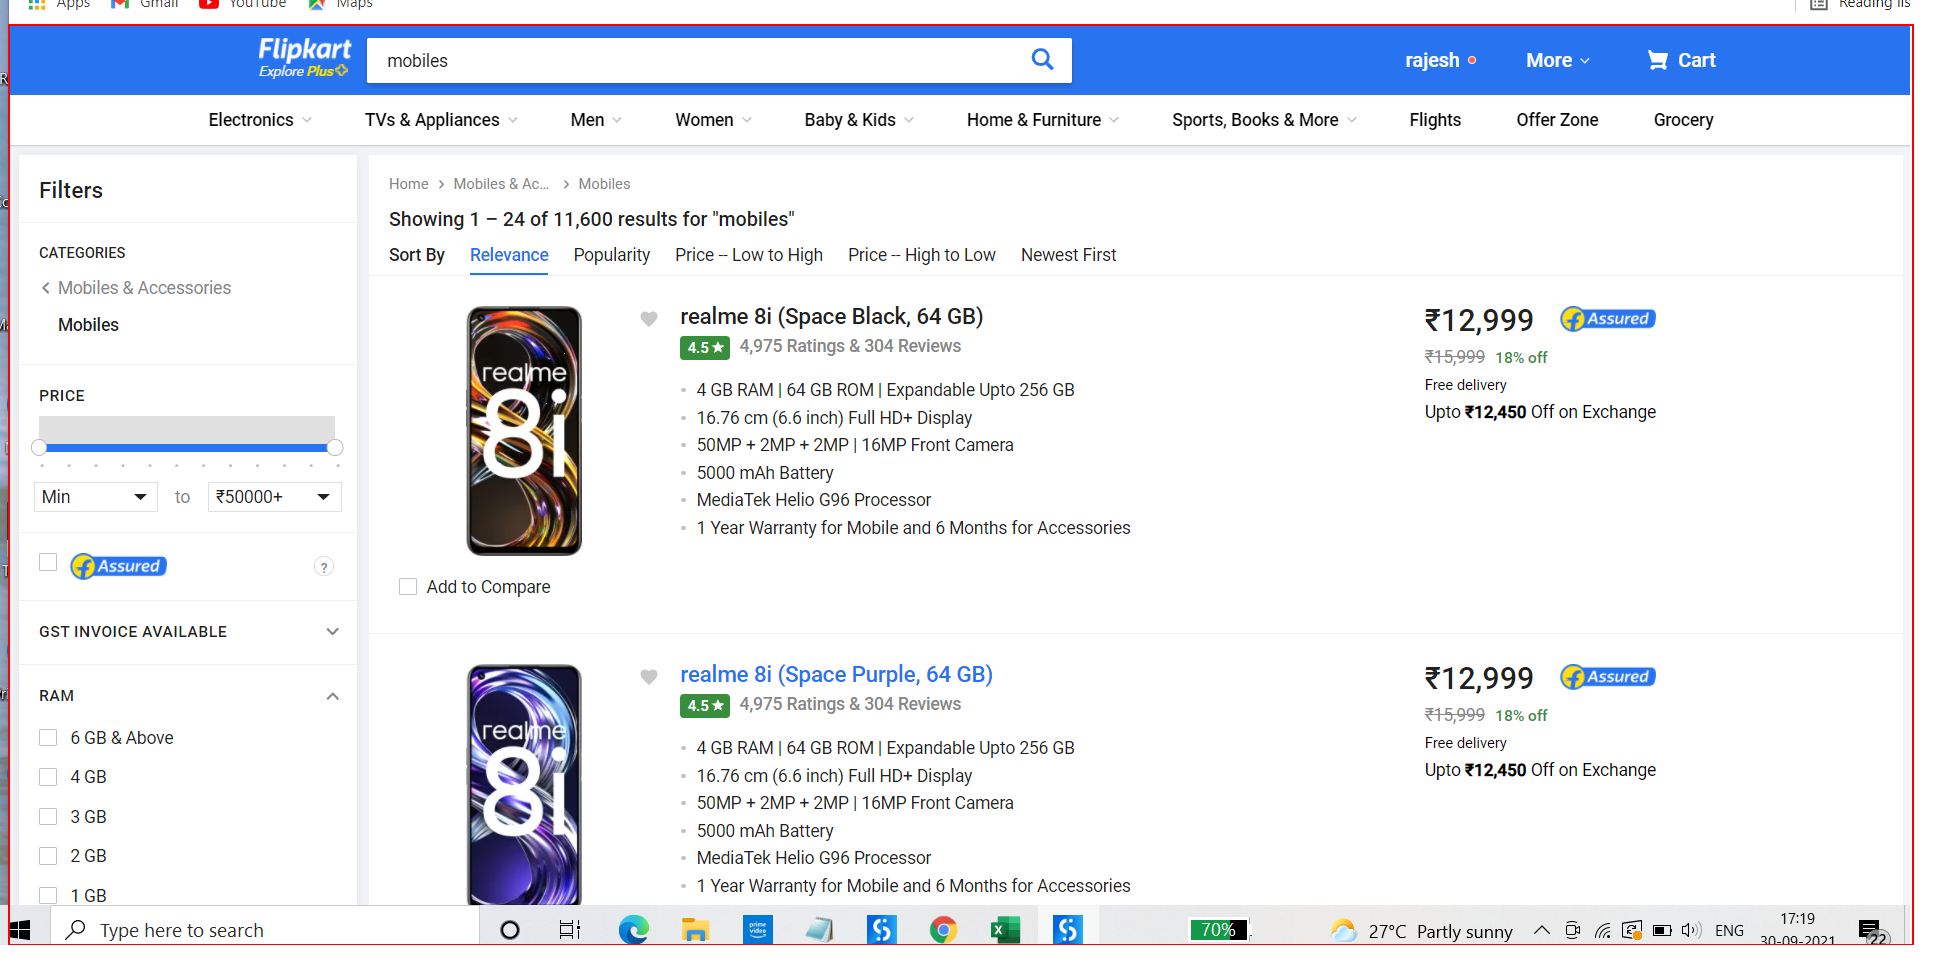 Apps Gmail YouTube Maps Reading lis
Flipkart
Explore Plus
mobiles
rajesh More Cart
Electronics TVs & Appliances Men Women Baby & Kids Home & Furniture Sports, Books & More Flights Offer Zone Grocery
Filters
CATEGORIES
Mobiles & Accessories
Mobiles
PRICE
Min to ₹50000+
Assured ?
GST INVOICE AVAILABLE
RAM
6 GB & Above
4 GB
3 GB
2 GB
1 GB
Home > Mobiles & Ac... > Mobiles
Showing 1 – 24 of 11,600 results for "mobiles"
Sort By Relevance Popularity Price -- Low to High Price -- High to Low Newest First
realme 8i
realme 8i (Space Black, 64 GB)
4.5★ 4,975 Ratings & 304 Reviews
4 GB RAM | 64 GB ROM | Expandable Upto 256 GB
16.76 cm (6.6 inch) Full HD+ Display
50MP + 2MP + 2MP | 16MP Front Camera
5000 mAh Battery
MediaTek Helio G96 Processor
1 Year Warranty for Mobile and 6 Months for Accessories
₹12,999 Assured
₹15,999 18% off
Free delivery
Upto ₹12,450 Off on Exchange
Add to Compare
realme 8i
realme 8i (Space Purple, 64 GB)
4.5★ 4,975 Ratings & 304 Reviews
4 GB RAM | 64 GB ROM | Expandable Upto 256 GB
16.76 cm (6.6 inch) Full HD+ Display
50MP + 2MP + 2MP | 16MP Front Camera
5000 mAh Battery
MediaTek Helio G96 Processor
1 Year Warranty for Mobile and 6 Months for Accessories
₹12,999 Assured
₹15,999 18% off
Free delivery
Upto ₹12,450 Off on Exchange
Type here to search
prime video
70%
27°C Partly sunny
ENG
17:19
30-09-2021
22